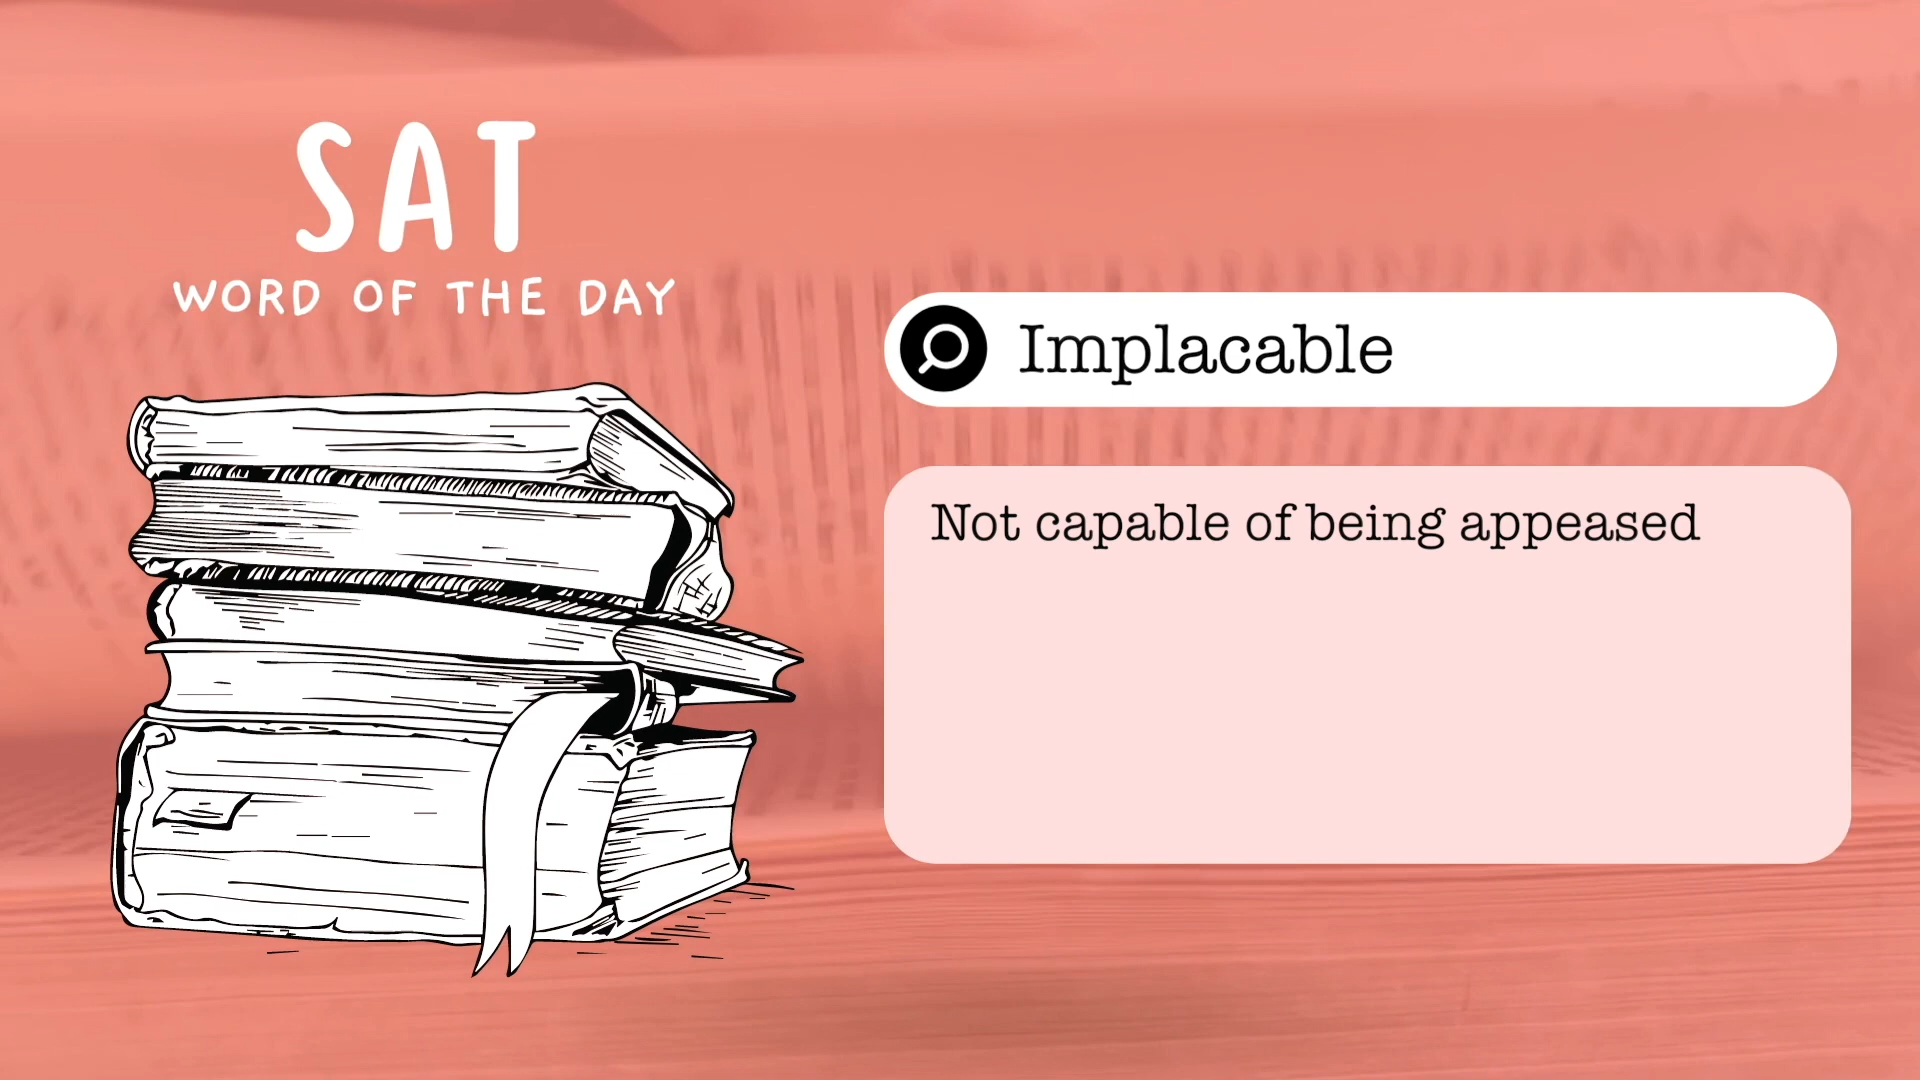 SAT
WORD OF THE DAY
Implacable
Not capable of being appeased